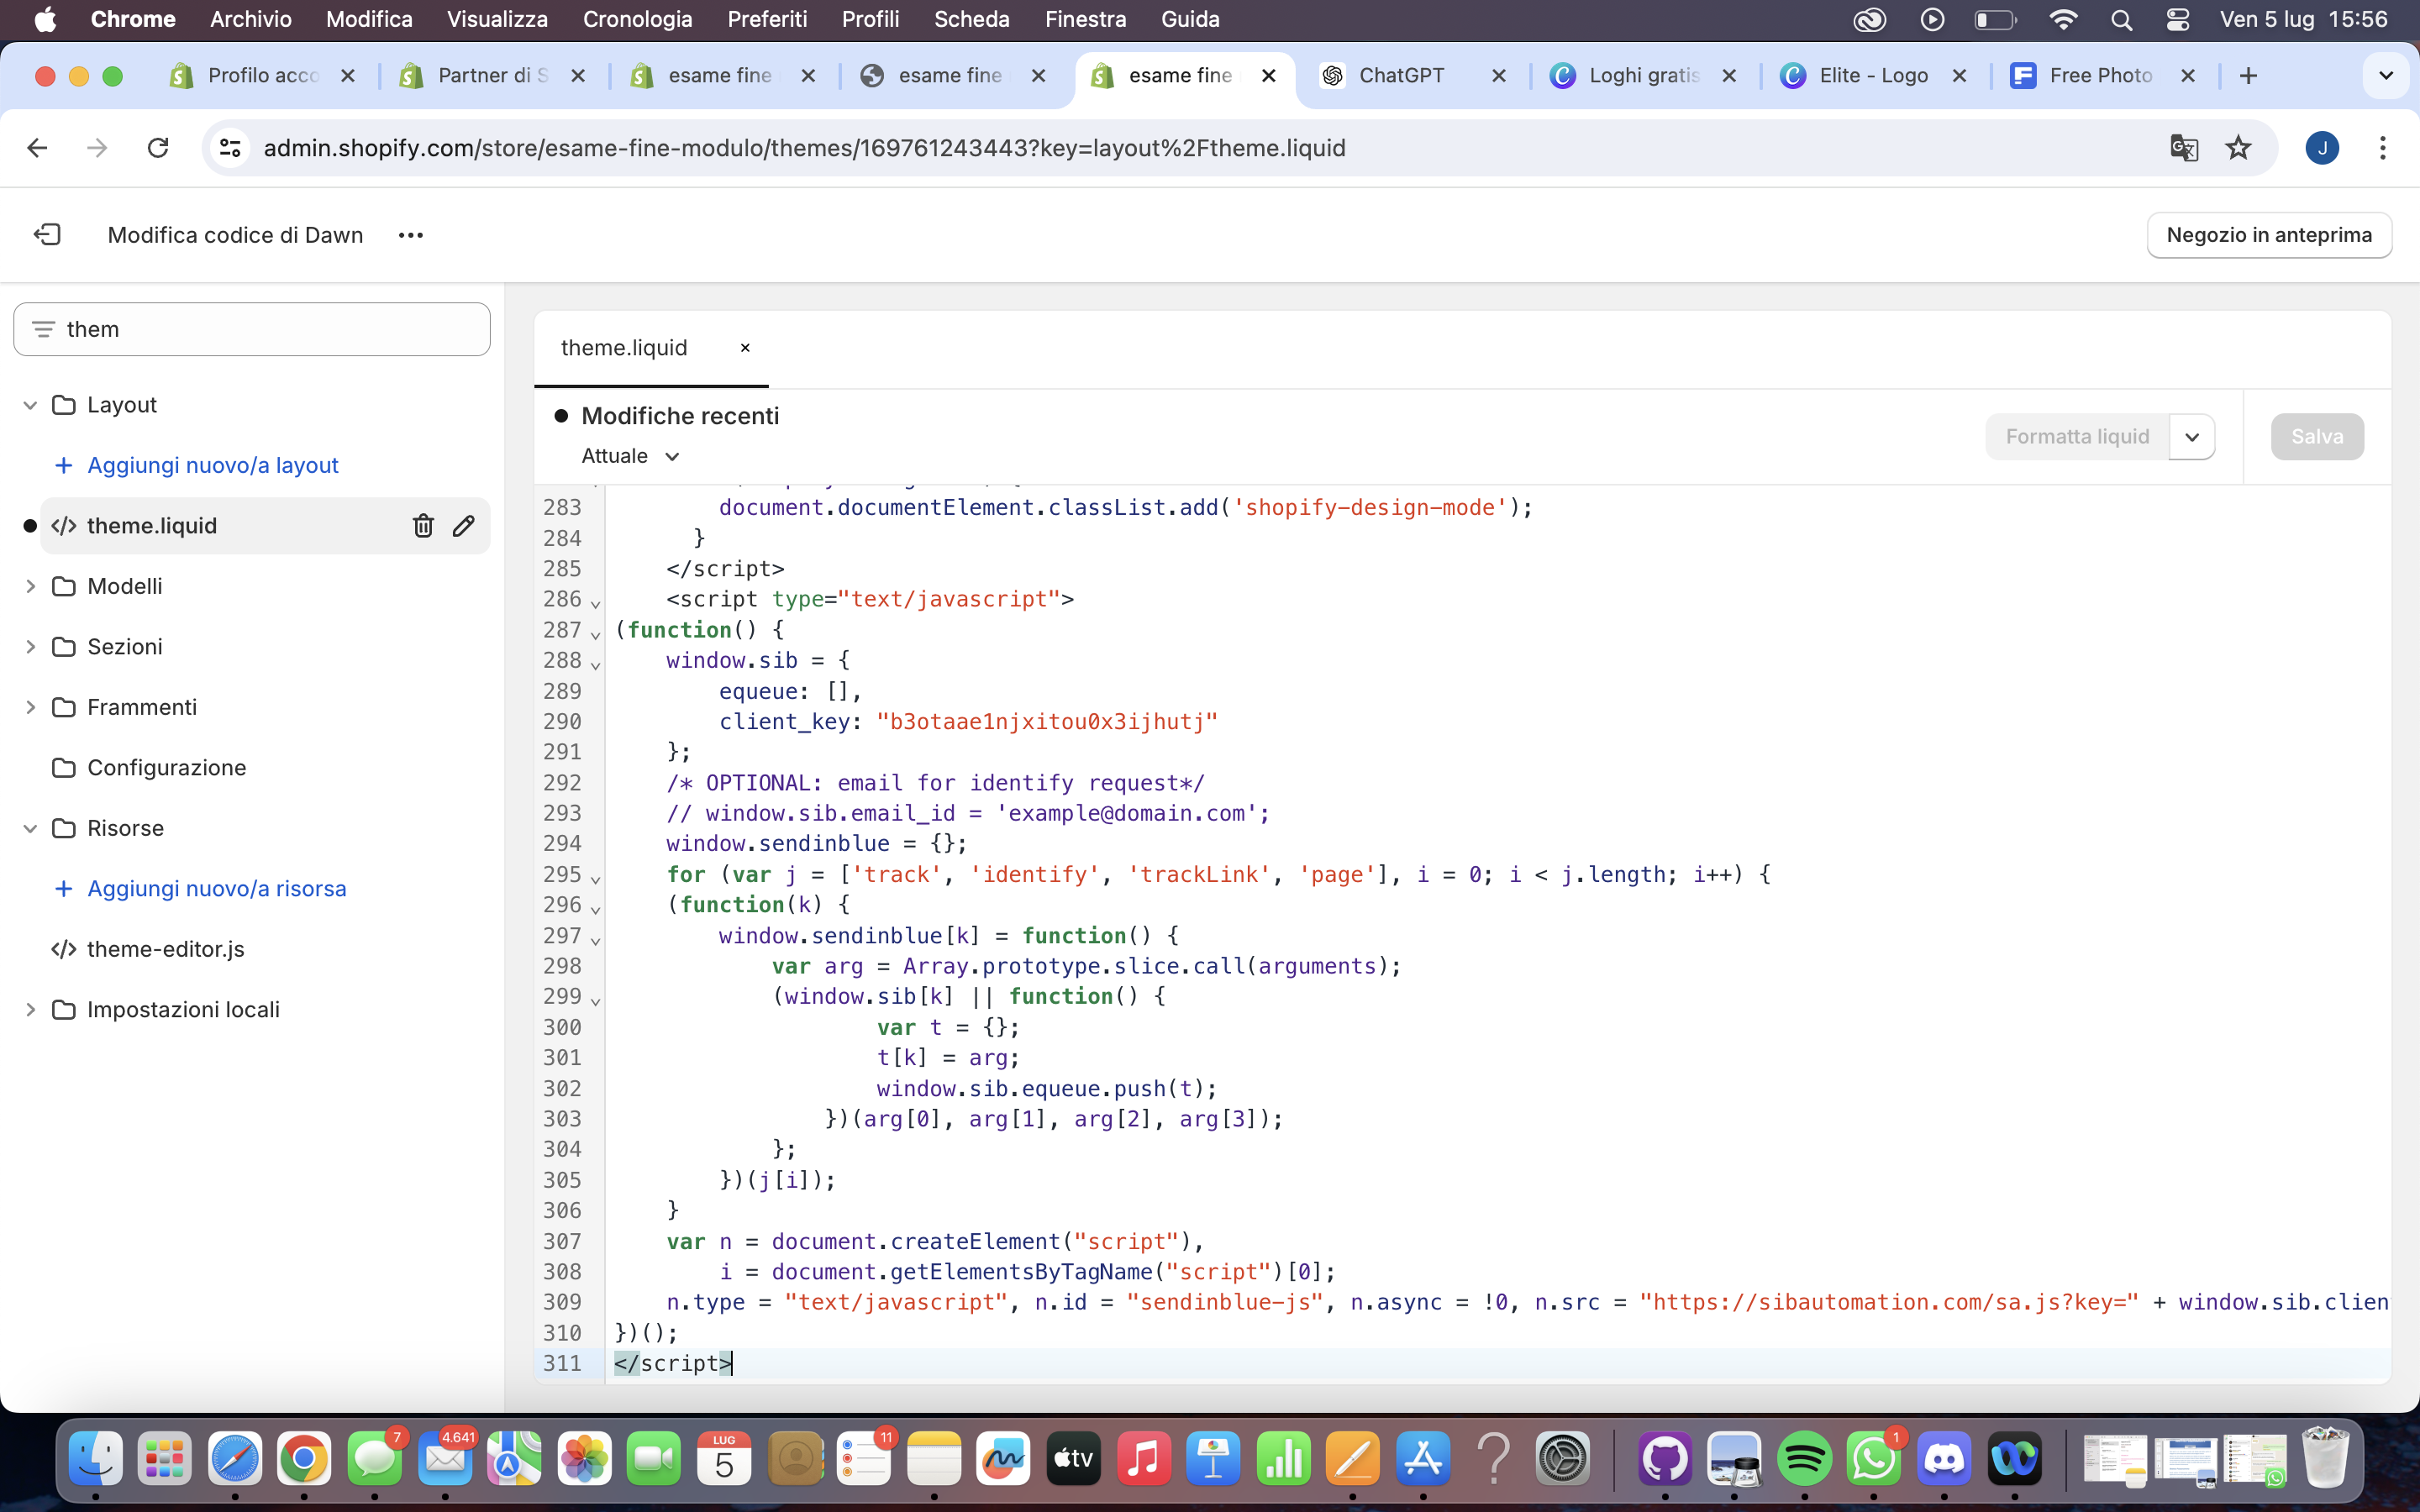 Chrome Archivio Modifica Visualizza Cronologia Preferiti Profili Scheda Finestra Guida Ven 5 lug 15:56
Profilo acco Partner di S esame fine esame fine esame fine ChatGPT Loghi gratis Elite - Logo Free Photo
admin.shopify.com/store/esame-fine-modulo/themes/169761243443?key=layout%2Ftheme.liquid J
Modifica codice di Dawn ••• Negozio in anteprima
them
Layout
+ Aggiungi nuovo/a layout
</> theme.liquid
Modelli
Sezioni
Frammenti
Configurazione
Risorse
+ Aggiungi nuovo/a risorsa
</> theme-editor.js
Impostazioni locali
theme.liquid
Modifiche recenti
Attuale
Formatta liquid
Salva
283 document.documentElement.classList.add('shopify-design-mode');
284 }
285 </script>
286 <script type="text/javascript">
287 (function() {
288 window.sib = {
289 equeue: [],
290 client_key: "b3otaae1njxitou0x3ijhutj"
291 };
292 /* OPTIONAL: email for identify request*/
293 // window.sib.email_id = 'example@domain.com';
294 window.sendinblue = {};
295 for (var j = ['track', 'identify', 'trackLink', 'page'], i = 0; i < j.length; i++) {
296 (function(k) {
297 window.sendinblue[k] = function() {
298 var arg = Array.prototype.slice.call(arguments);
299 (window.sib[k] || function() {
300 var t = {};
301 t[k] = arg;
302 window.sib.equeue.push(t);
303 })(arg[0], arg[1], arg[2], arg[3]);
304 };
305 })(j[i]);
306 }
307 var n = document.createElement("script"),
308 i = document.getElementsByTagName("script")[0];
309 n.type = "text/javascript", n.id = "sendinblue-js", n.async = !0, n.src = "https://sibautomation.com/sa.js?key=" + window.sib.clien
310 })();
311 </script>
7 4.641 LUG 5 11 tv 1